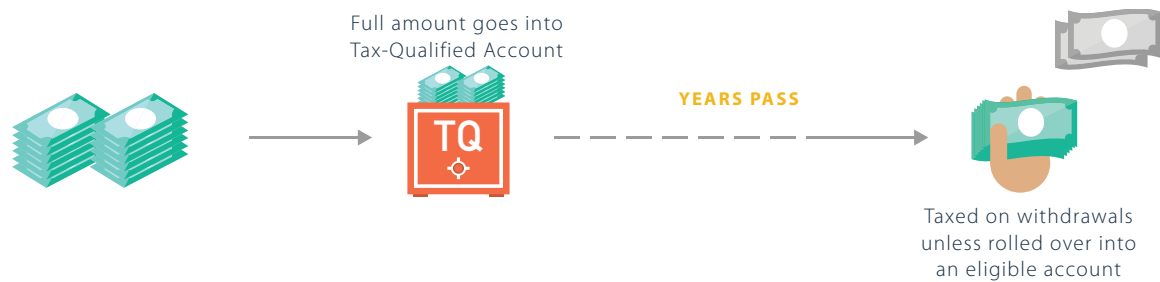 Full amount goes into
Tax-Qualified Account
TQ
YEARS PASS
Taxed on withdrawals
unless rolled over into
an eligible account